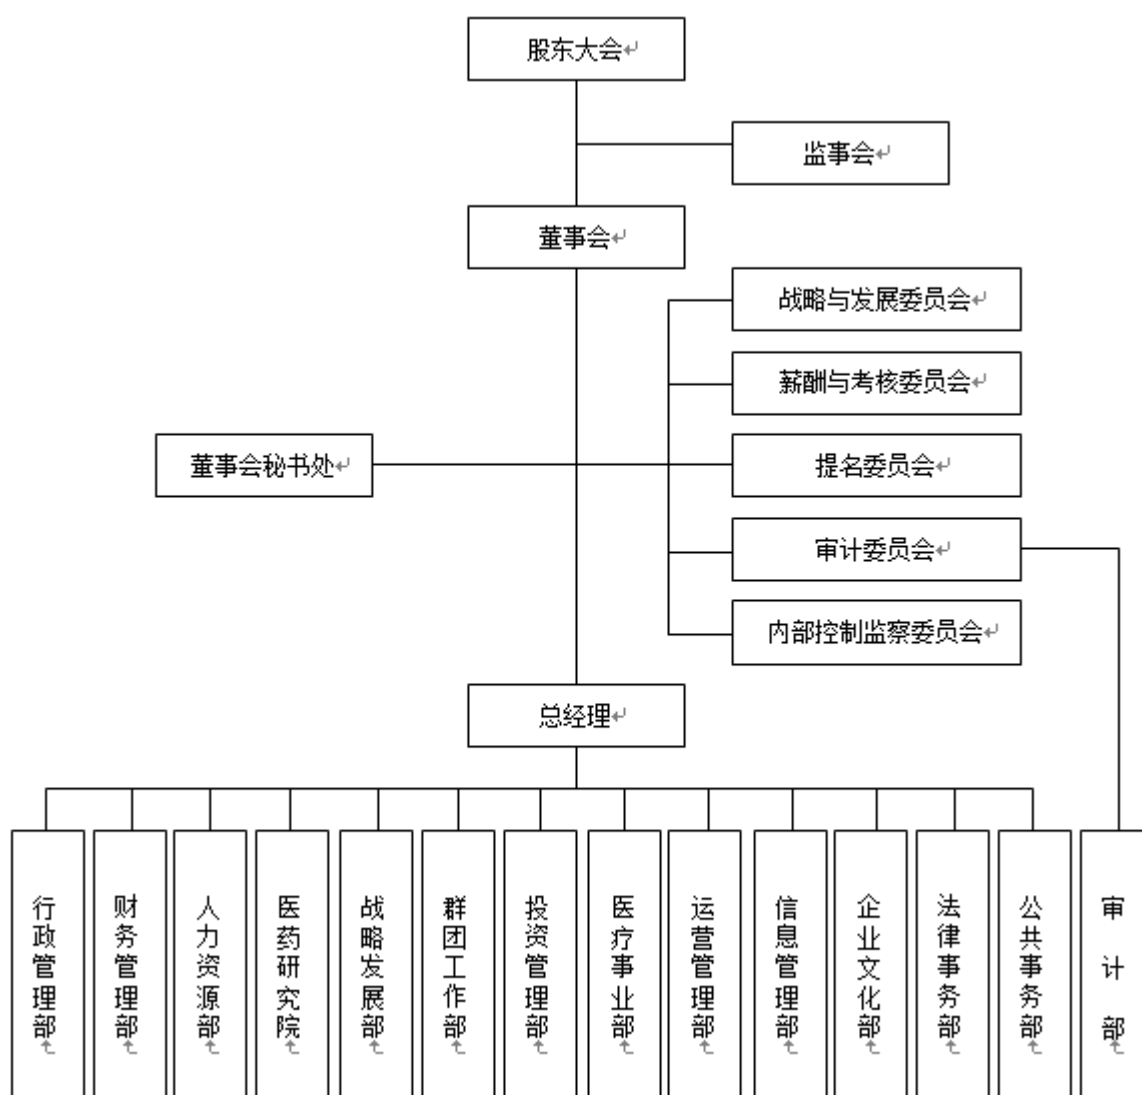 股东大会
监事会
董事会
战略与发展委员会
薪酬与考核委员会
董事会秘书处
提名委员会
审计委员会
内部控制监察委员会
总经理
行政管理部
财务管理部
人力资源部
医药研究院
战略发展部
群团工作部
投资管理部
医疗事业部
运营管理部
信息管理部
企业文化部
法律事务部
公共事务部
审计部